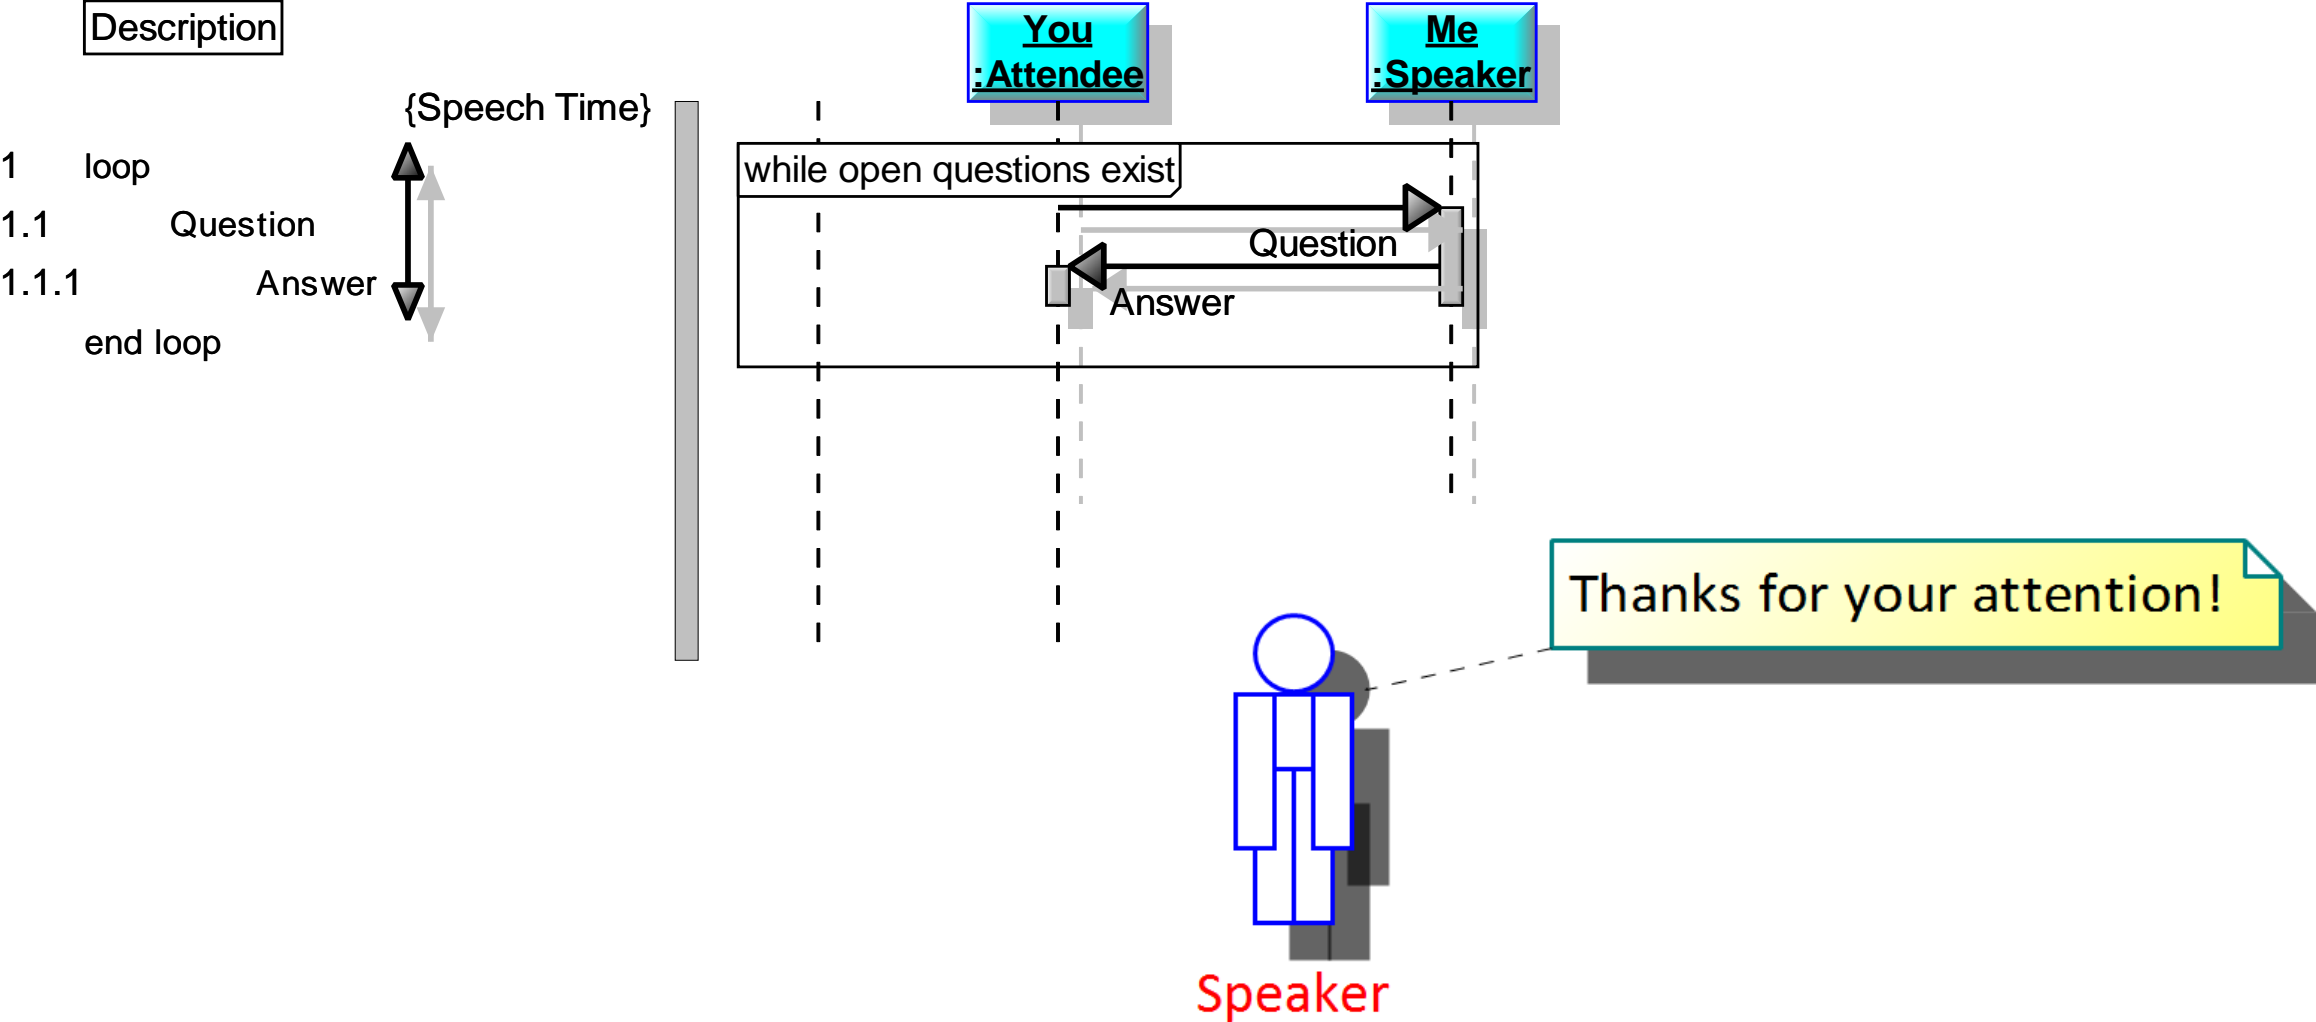 Description
You
:Attendee
Me
:Speaker
{Speech Time}
1 loop
while open questions exist
1.1 Question
Question
1.1.1 Answer
Answer
end loop
Thanks for your attention!
Speaker